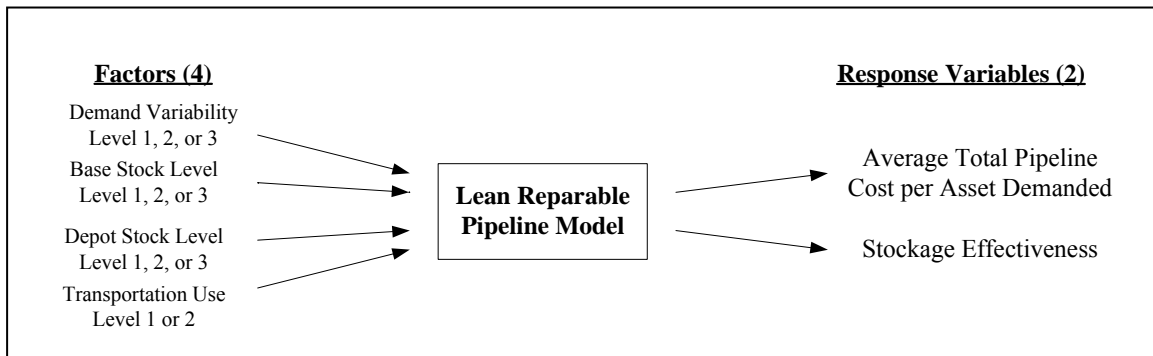 Factors (4)
Demand Variability
Level 1, 2, or 3
Base Stock Level
Level 1, 2, or 3
Depot Stock Level
Level 1, 2, or 3
Transportation Use
Level 1 or 2
Lean Reparable
Pipeline Model
Response Variables (2)
Average Total Pipeline
Cost per Asset Demanded
Stockage Effectiveness